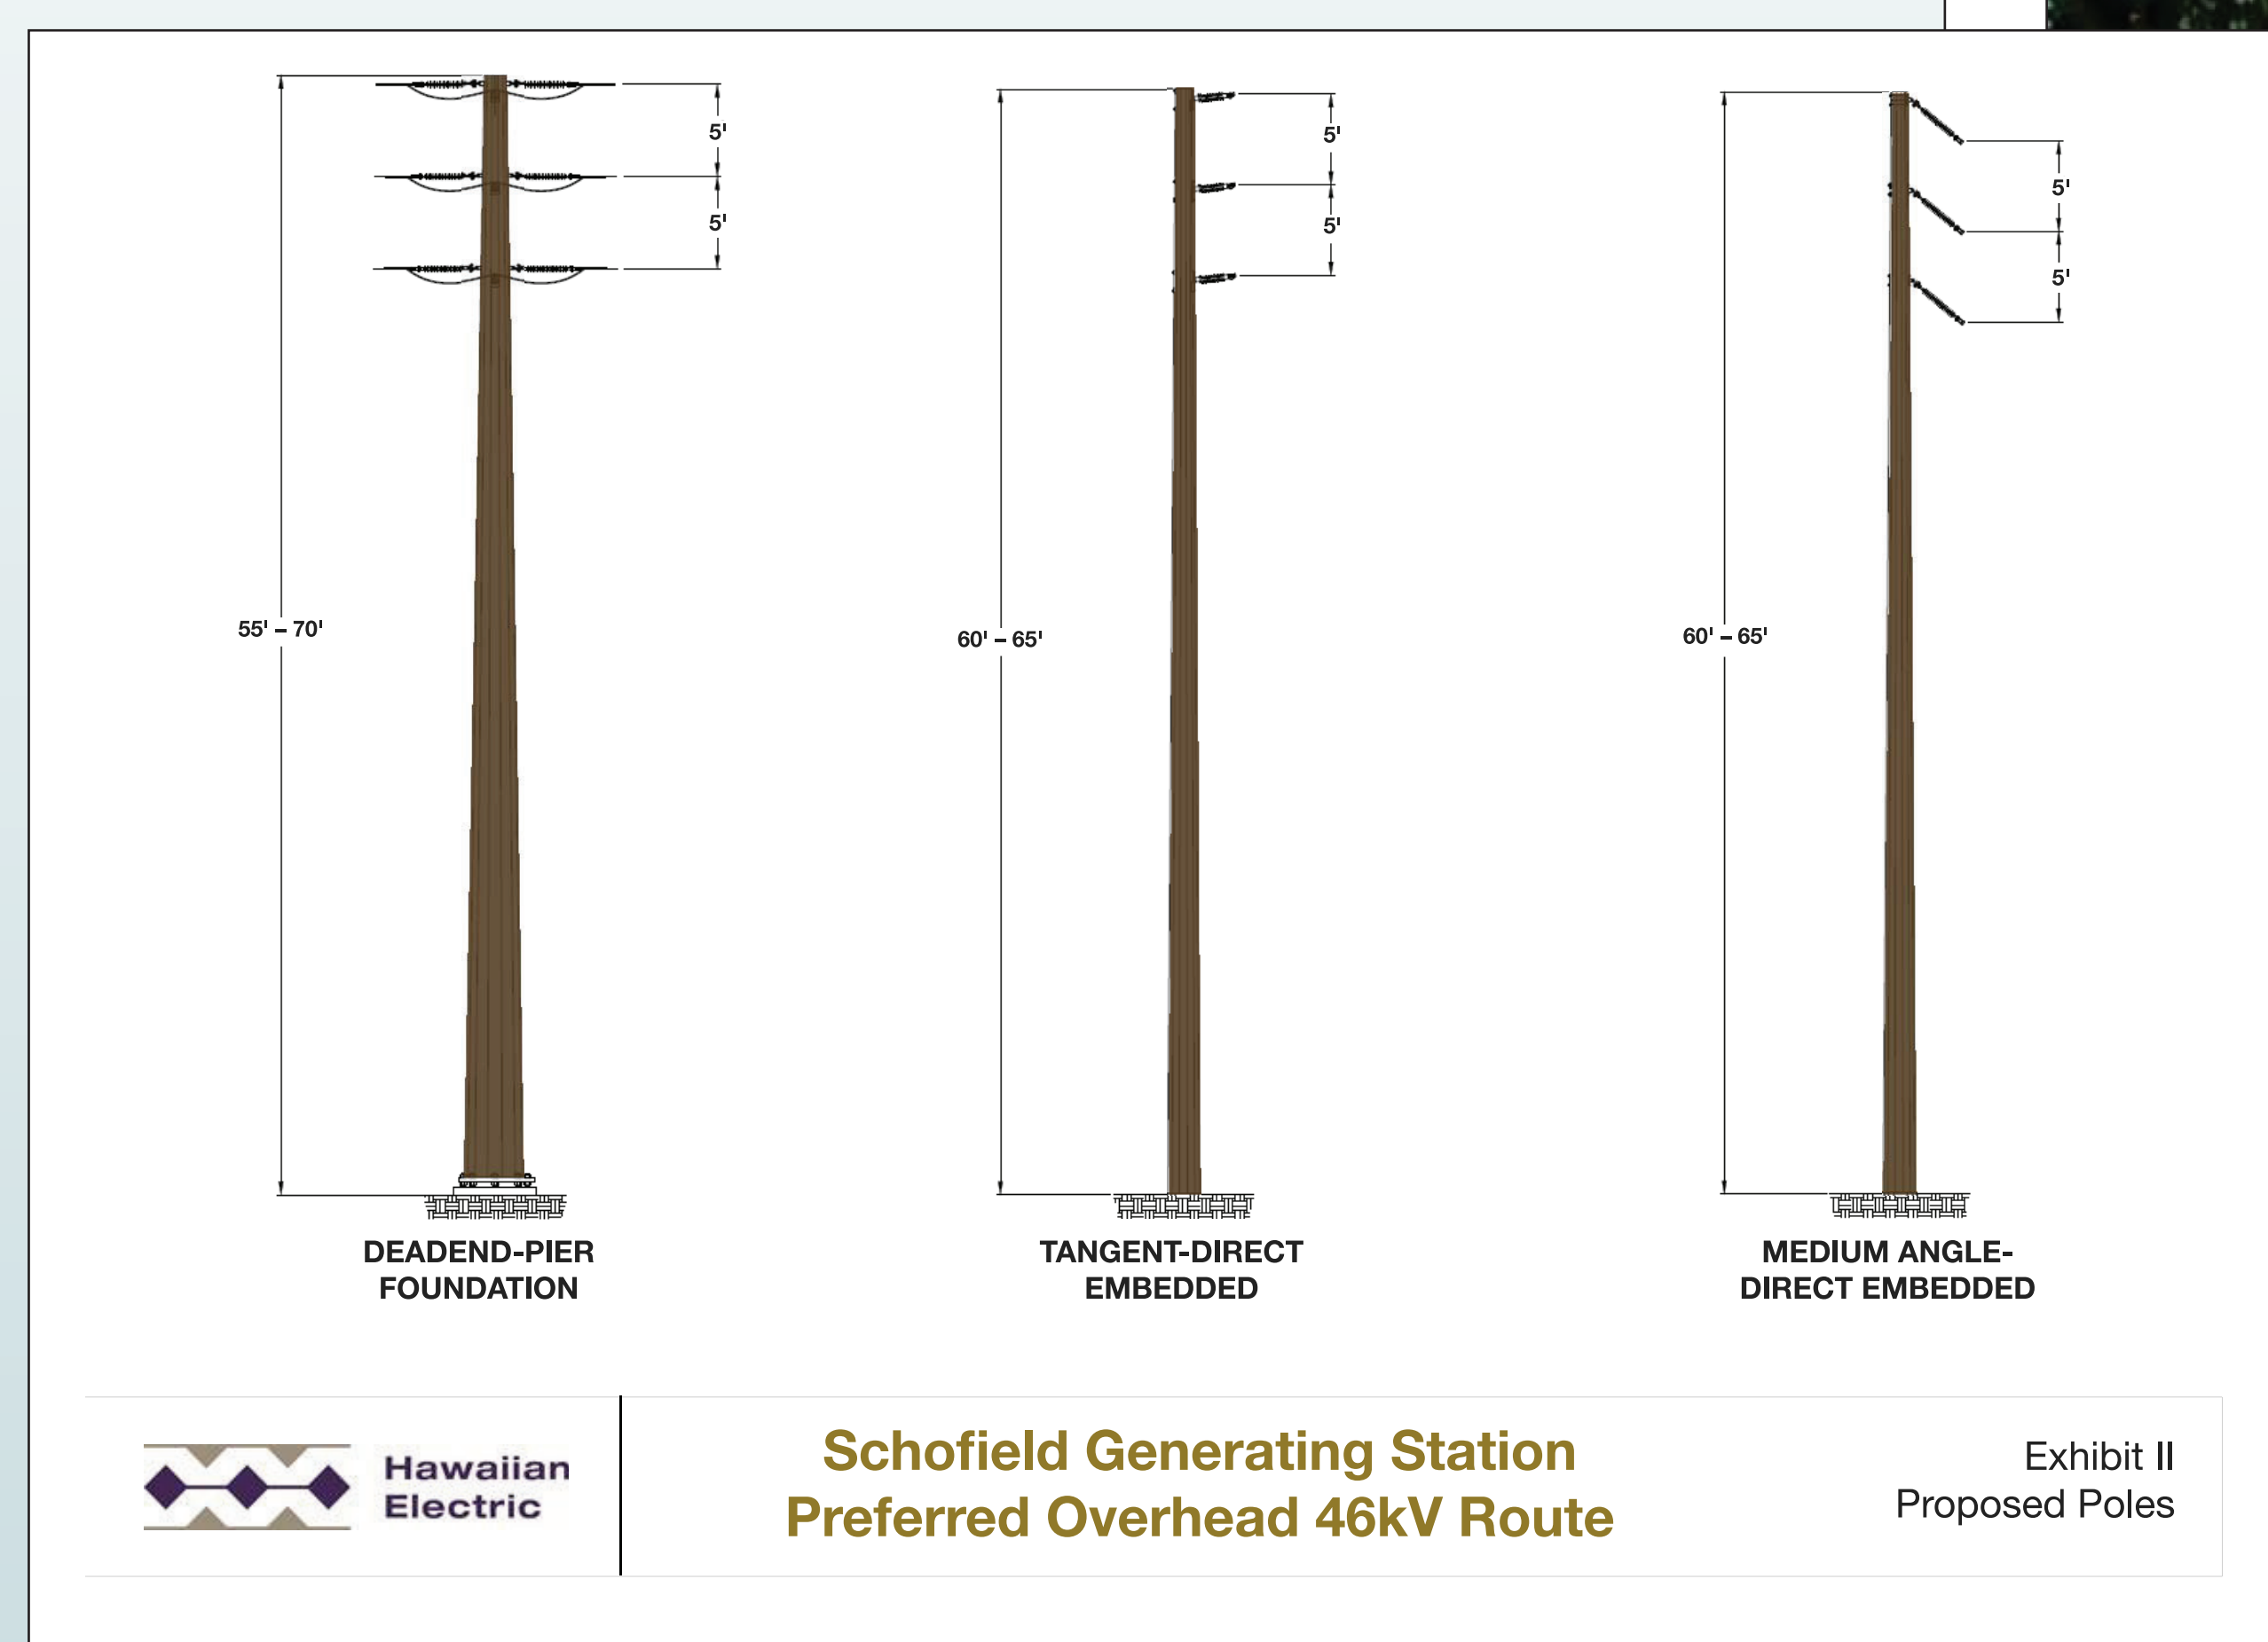 5'
5'
55' – 70'
DEADEND-PIER
FOUNDATION
5'
5'
60' – 65'
TANGENT-DIRECT
EMBEDDED
5'
5'
60' – 65'
MEDIUM ANGLE-
DIRECT EMBEDDED
Hawaiian
Electric
Schofield Generating Station
Preferred Overhead 46kV Route
Exhibit II
Proposed Poles